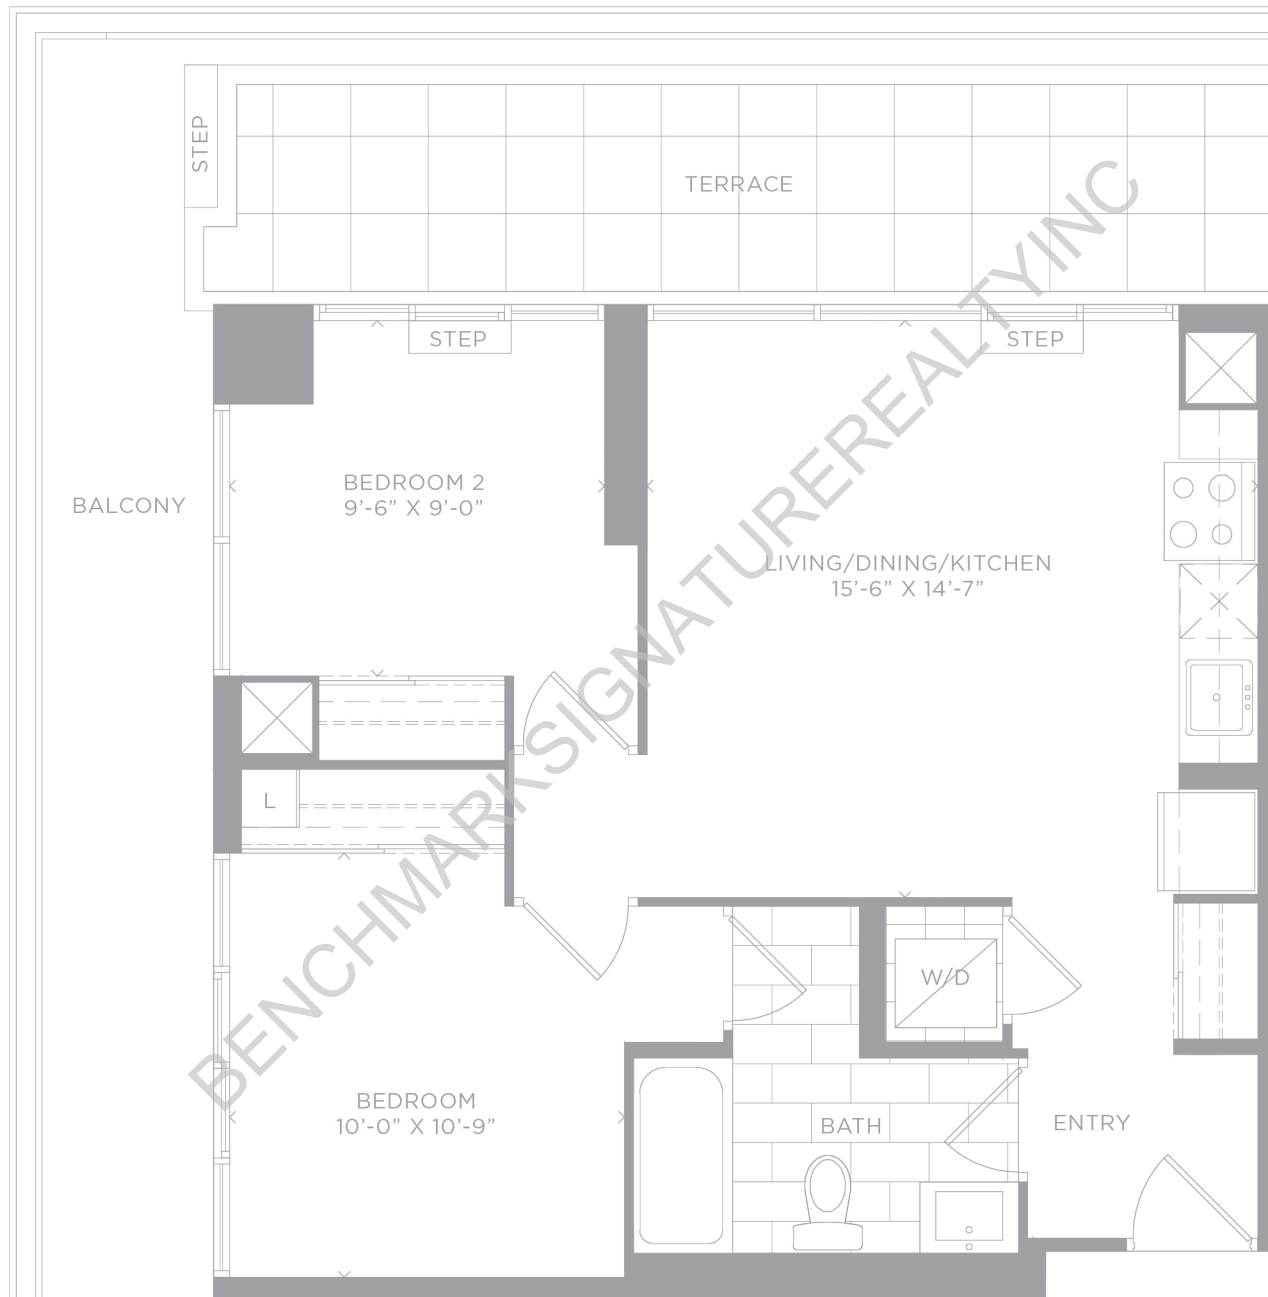 STEP
TERRACE
STEP
STEP
BEDROOM 2
9'-6" X 9'-0"
BALCONY
LIVING/DINING/KITCHEN
15'-6" X 14'-7"
L
W/D
BEDROOM
10'-0" X 10'-9"
BATH
ENTRY
BENCHMARKSIGNATUREREALTYINC